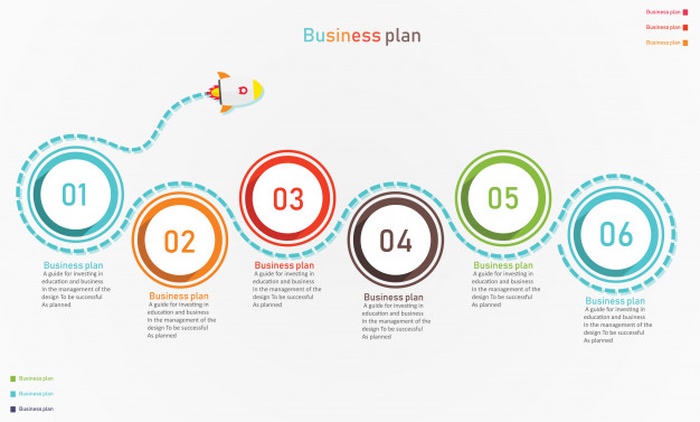 Business plan
Business plan
Business plan
Business plan
01
02
03
04
05
06
Business plan
A guide for investing in
education and business
in the management of the
design To be successful
As planned
Business plan
A guide for investing in
education and business
in the management of the
design To be successful
As planned
Business plan
A guide for investing in
education and business
in the management of the
design To be successful
As planned
Business plan
A guide for investing in
education and business
in the management of the
design To be successful
As planned
Business plan
A guide for investing in
education and business
in the management of the
design To be successful
As planned
Business plan
A guide for investing in
education and business
in the management of the
design To be successful
As planned
Business plan
Business plan
Business plan